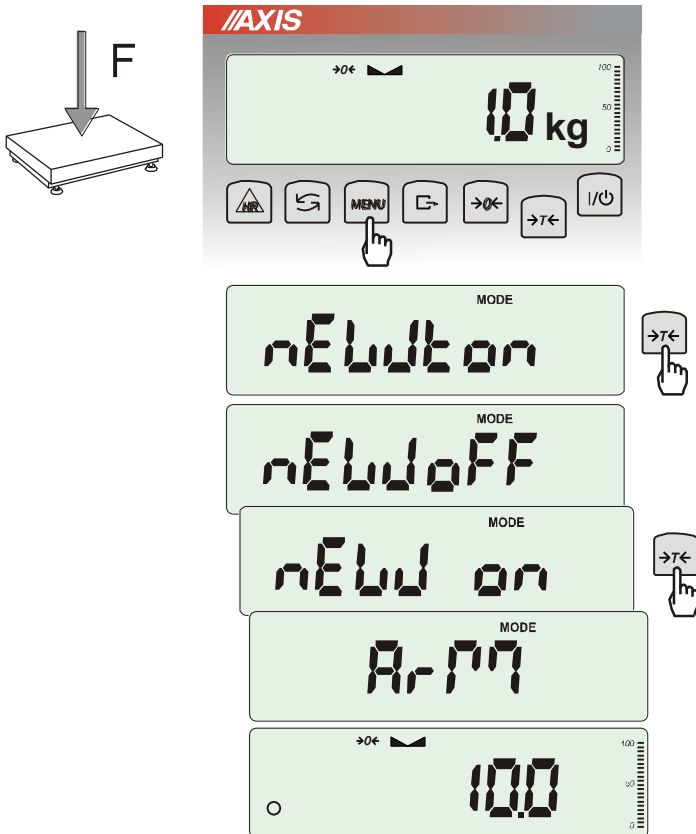 F
//AXIS
→0←
1.0 kg
100
50
0
HR
MENU
→0←
→T←
I/
MODE
nEWton
→T←
MODE
nEWoFF
MODE
nEW on
→T←
MODE
ArM
→0←
10.0
100
50
0